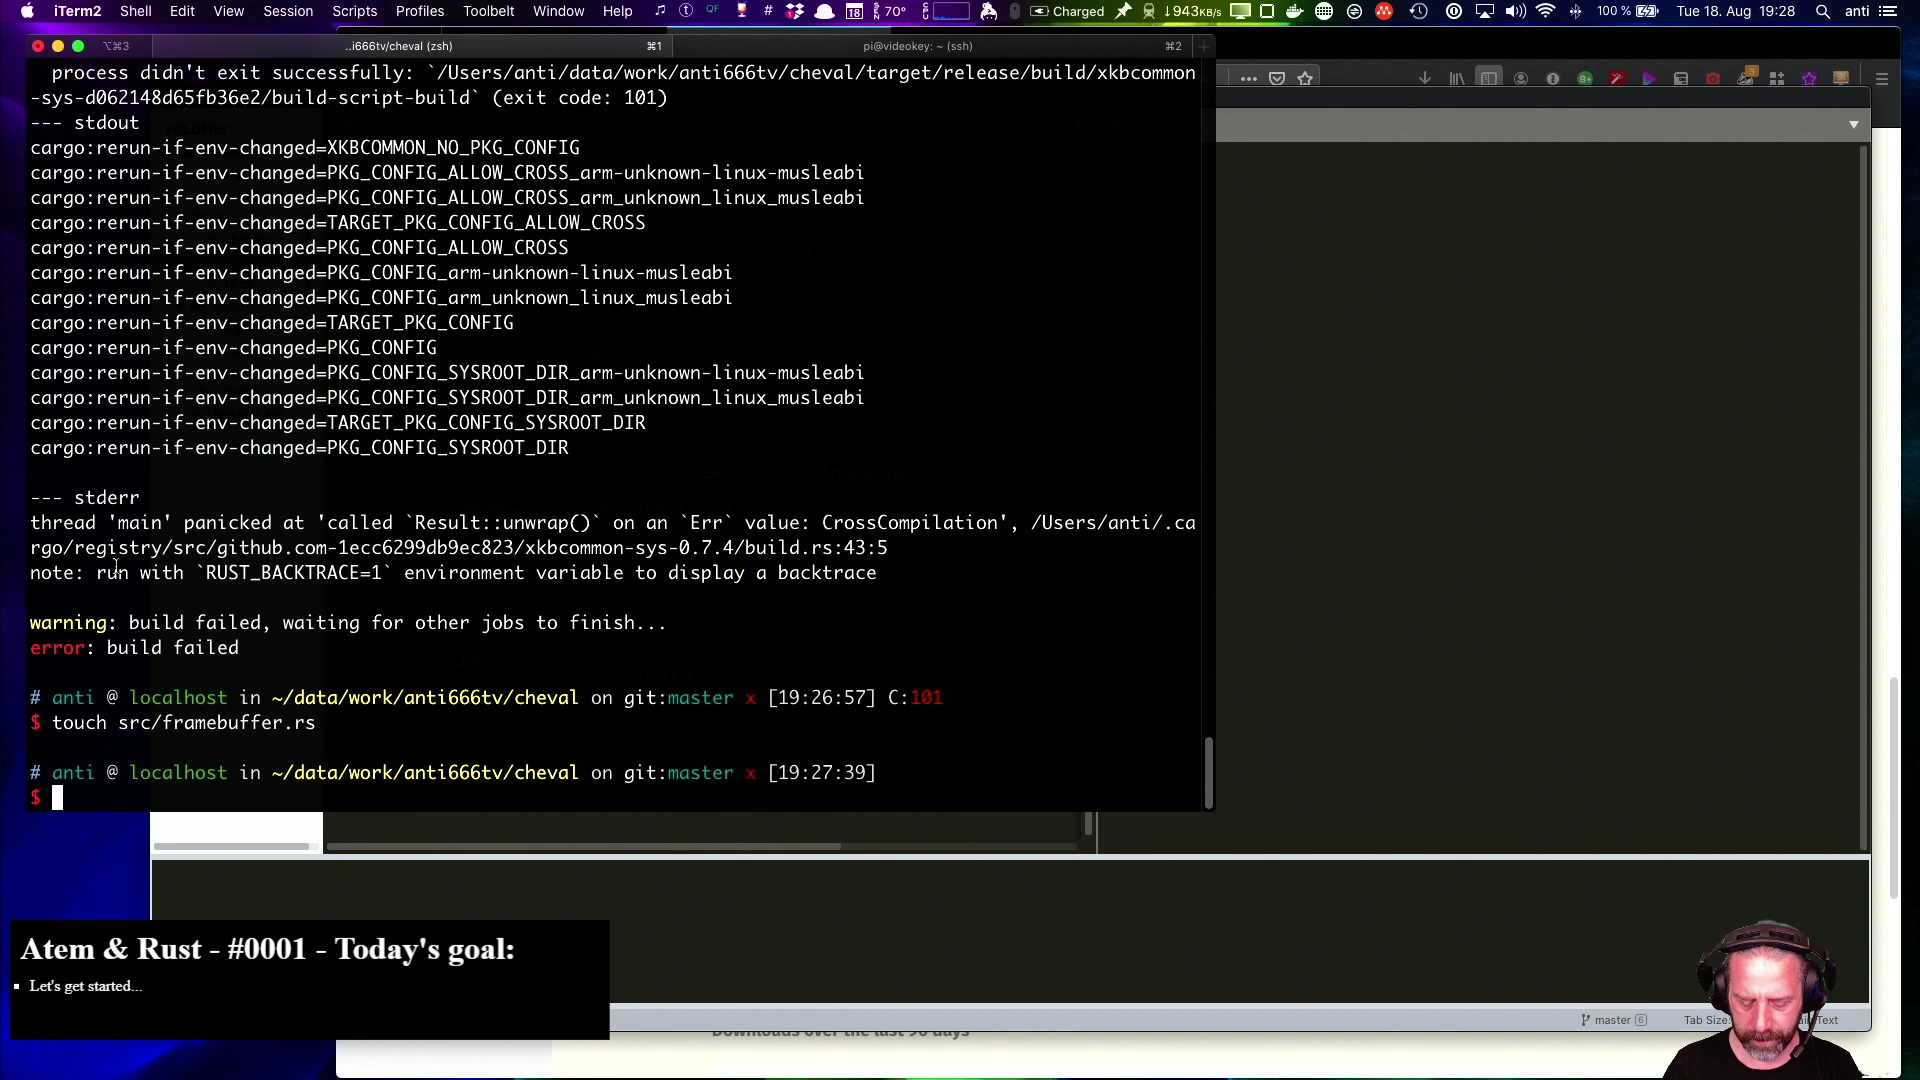 iTerm2 Shell Edit View Session Scripts Profiles Toolbelt Window Help QF 18 70° Charged ↓943KB/s 100 % Tue 18. Aug 19:28 anti
⌥⌘3 ..i666tv/cheval (zsh) ⌘1 pi@videokey: ~ (ssh) ⌘2
process didn't exit successfully: `/Users/anti/data/work/anti666tv/cheval/target/release/build/xkbcommon
-sys-d062148d65fb36e2/build-script-build` (exit code: 101)
--- stdout
cargo:rerun-if-env-changed=XKBCOMMON_NO_PKG_CONFIG
cargo:rerun-if-env-changed=PKG_CONFIG_ALLOW_CROSS_arm-unknown-linux-musleabi
cargo:rerun-if-env-changed=PKG_CONFIG_ALLOW_CROSS_arm_unknown_linux_musleabi
cargo:rerun-if-env-changed=TARGET_PKG_CONFIG_ALLOW_CROSS
cargo:rerun-if-env-changed=PKG_CONFIG_ALLOW_CROSS
cargo:rerun-if-env-changed=PKG_CONFIG_arm-unknown-linux-musleabi
cargo:rerun-if-env-changed=PKG_CONFIG_arm_unknown_linux_musleabi
cargo:rerun-if-env-changed=TARGET_PKG_CONFIG
cargo:rerun-if-env-changed=PKG_CONFIG
cargo:rerun-if-env-changed=PKG_CONFIG_SYSROOT_DIR_arm-unknown-linux-musleabi
cargo:rerun-if-env-changed=PKG_CONFIG_SYSROOT_DIR_arm_unknown_linux_musleabi
cargo:rerun-if-env-changed=TARGET_PKG_CONFIG_SYSROOT_DIR
cargo:rerun-if-env-changed=PKG_CONFIG_SYSROOT_DIR
--- stderr
thread 'main' panicked at 'called `Result::unwrap()` on an `Err` value: CrossCompilation', /Users/anti/.ca
rgo/registry/src/github.com-1ecc6299db9ec823/xkbcommon-sys-0.7.4/build.rs:43:5
note: run with `RUST_BACKTRACE=1` environment variable to display a backtrace
warning: build failed, waiting for other jobs to finish...
error: build failed
# anti @ localhost in ~/data/work/anti666tv/cheval on git:master x [19:26:57] C:101
$ touch src/framebuffer.rs
# anti @ localhost in ~/data/work/anti666tv/cheval on git:master x [19:27:39]
$
Atem & Rust - #0001 - Today's goal:
▪ Let's get started...
master 6 Tab Size: Text
Downloads over the last 90 days